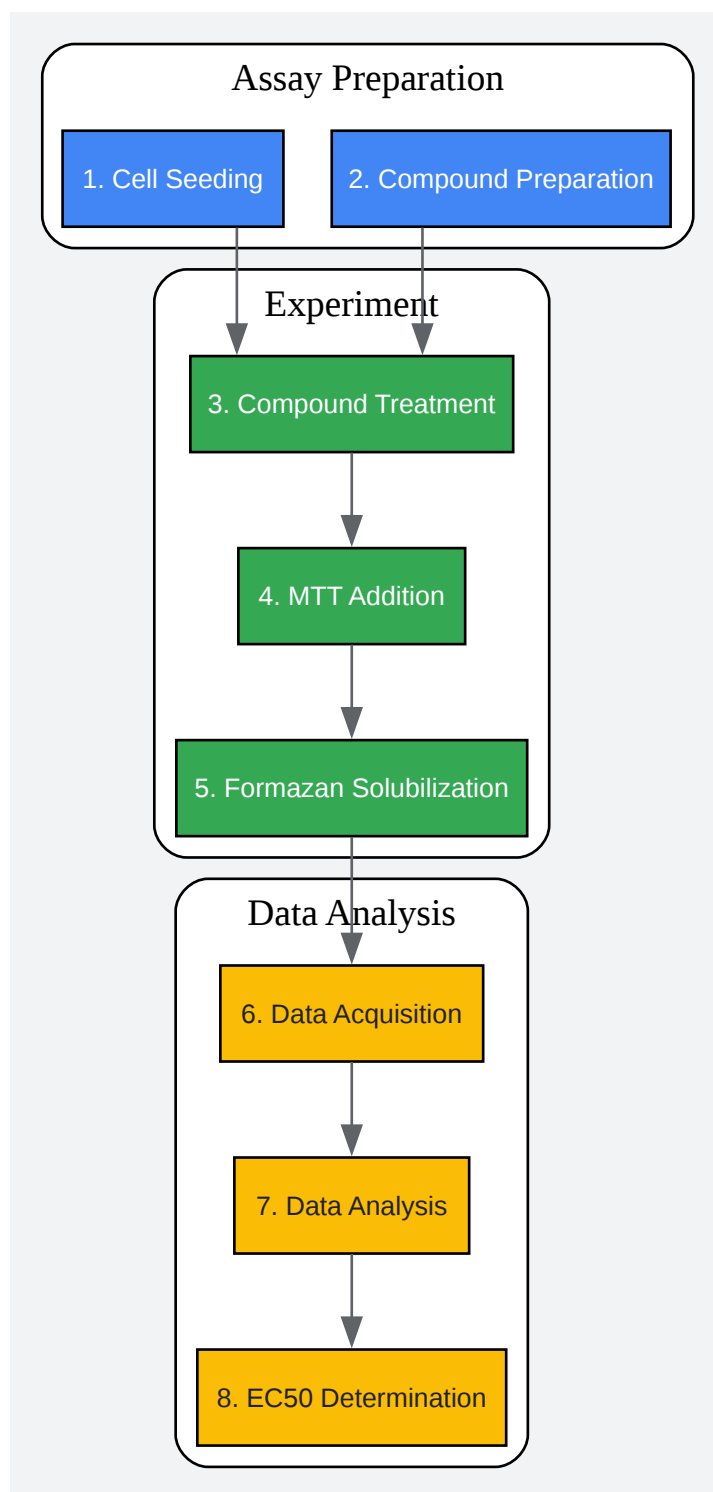 Assay Preparation
1. Cell Seeding
2. Compound Preparation
Experiment
3. Compound Treatment
4. MTT Addition
5. Formazan Solubilization
Data Analysis
6. Data Acquisition
7. Data Analysis
8. EC50 Determination